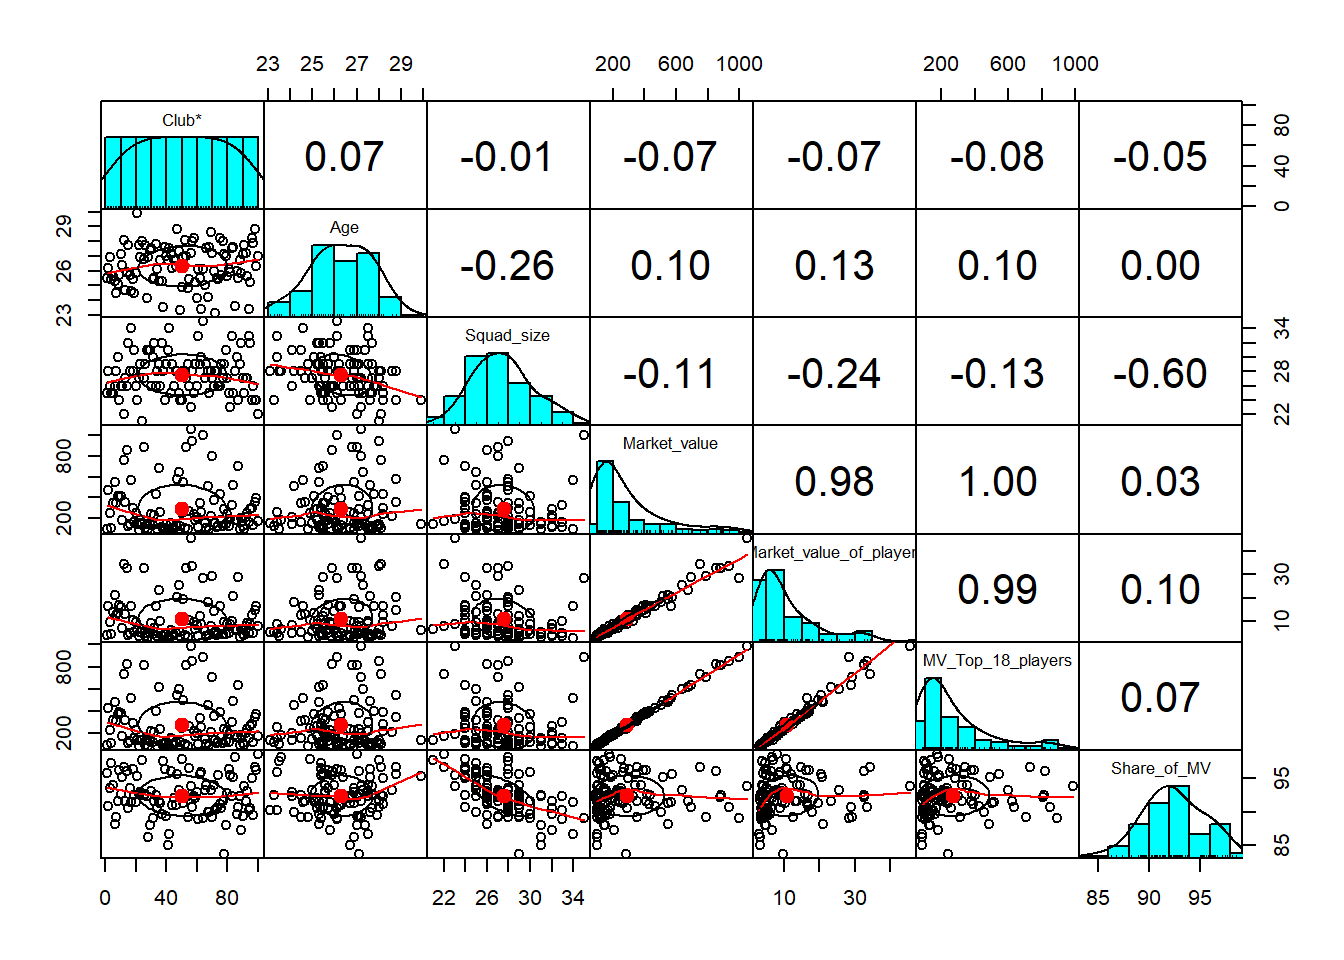 23 25 27 29 200 600 1000 200 600 1000
Club*
0.07 -0.01 -0.07 -0.07 -0.08 -0.05
0 40 80
23 26 29
Age
-0.26 0.10 0.13 0.10 0.00
Squad_size
-0.11 -0.24 -0.13 -0.60
22 26 30 34
200 800
Market_value
0.98 1.00 0.03
Market_value_of_player
0.99 0.10
10 30
200 800
MV_Top_18_players
0.07
Share_of_MV
85 95
0 40 80 22 26 30 34 10 30 85 90 95